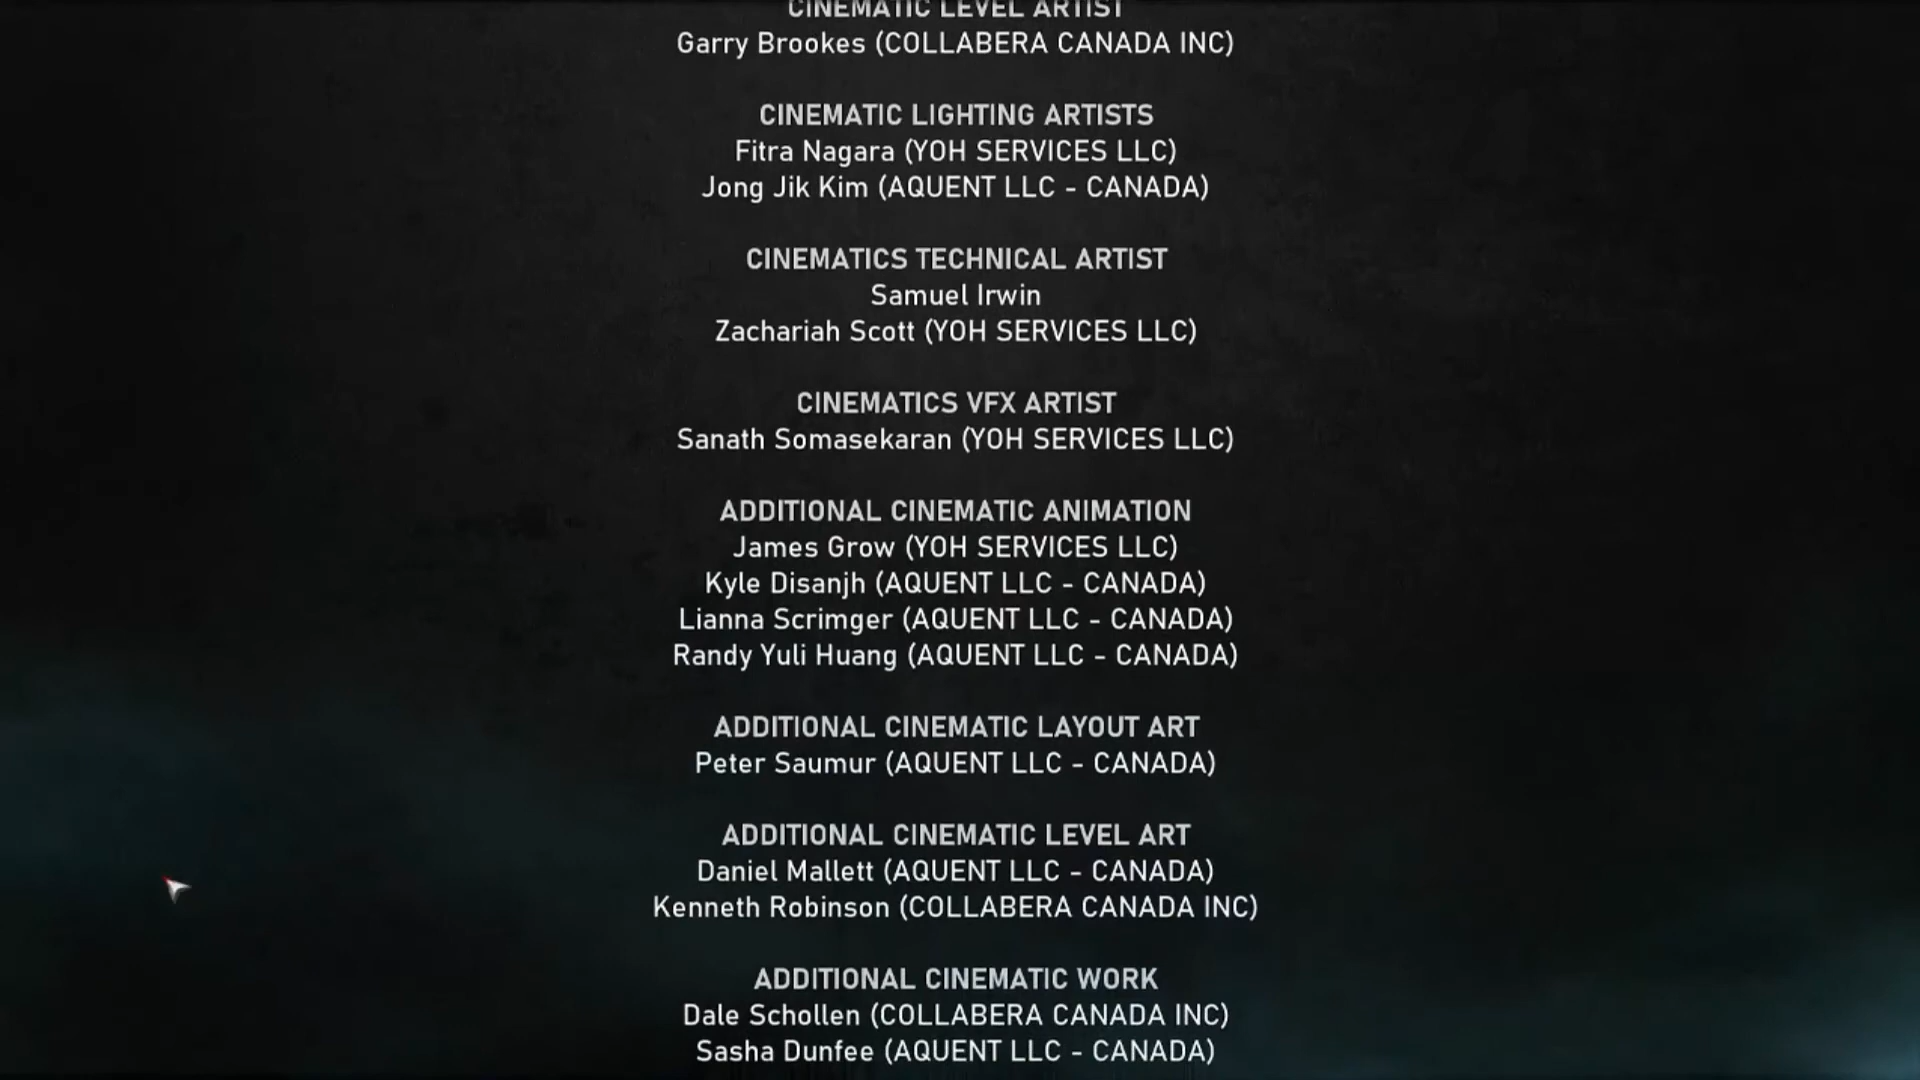 CINEMATIC LEVEL ARTIST
Garry Brookes (COLLABERA CANADA INC)
CINEMATIC LIGHTING ARTISTS
Fitra Nagara (YOH SERVICES LLC)
Jong Jik Kim (AQUENT LLC - CANADA)
CINEMATICS TECHNICAL ARTIST
Samuel Irwin
Zachariah Scott (YOH SERVICES LLC)
CINEMATICS VFX ARTIST
Sanath Somasekaran (YOH SERVICES LLC)
ADDITIONAL CINEMATIC ANIMATION
James Grow (YOH SERVICES LLC)
Kyle Disanjh (AQUENT LLC - CANADA)
Lianna Scrimger (AQUENT LLC - CANADA)
Randy Yuli Huang (AQUENT LLC - CANADA)
ADDITIONAL CINEMATIC LAYOUT ART
Peter Saumur (AQUENT LLC - CANADA)
ADDITIONAL CINEMATIC LEVEL ART
Daniel Mallett (AQUENT LLC - CANADA)
Kenneth Robinson (COLLABERA CANADA INC)
ADDITIONAL CINEMATIC WORK
Dale Schollen (COLLABERA CANADA INC)
Sasha Dunfee (AQUENT LLC - CANADA)